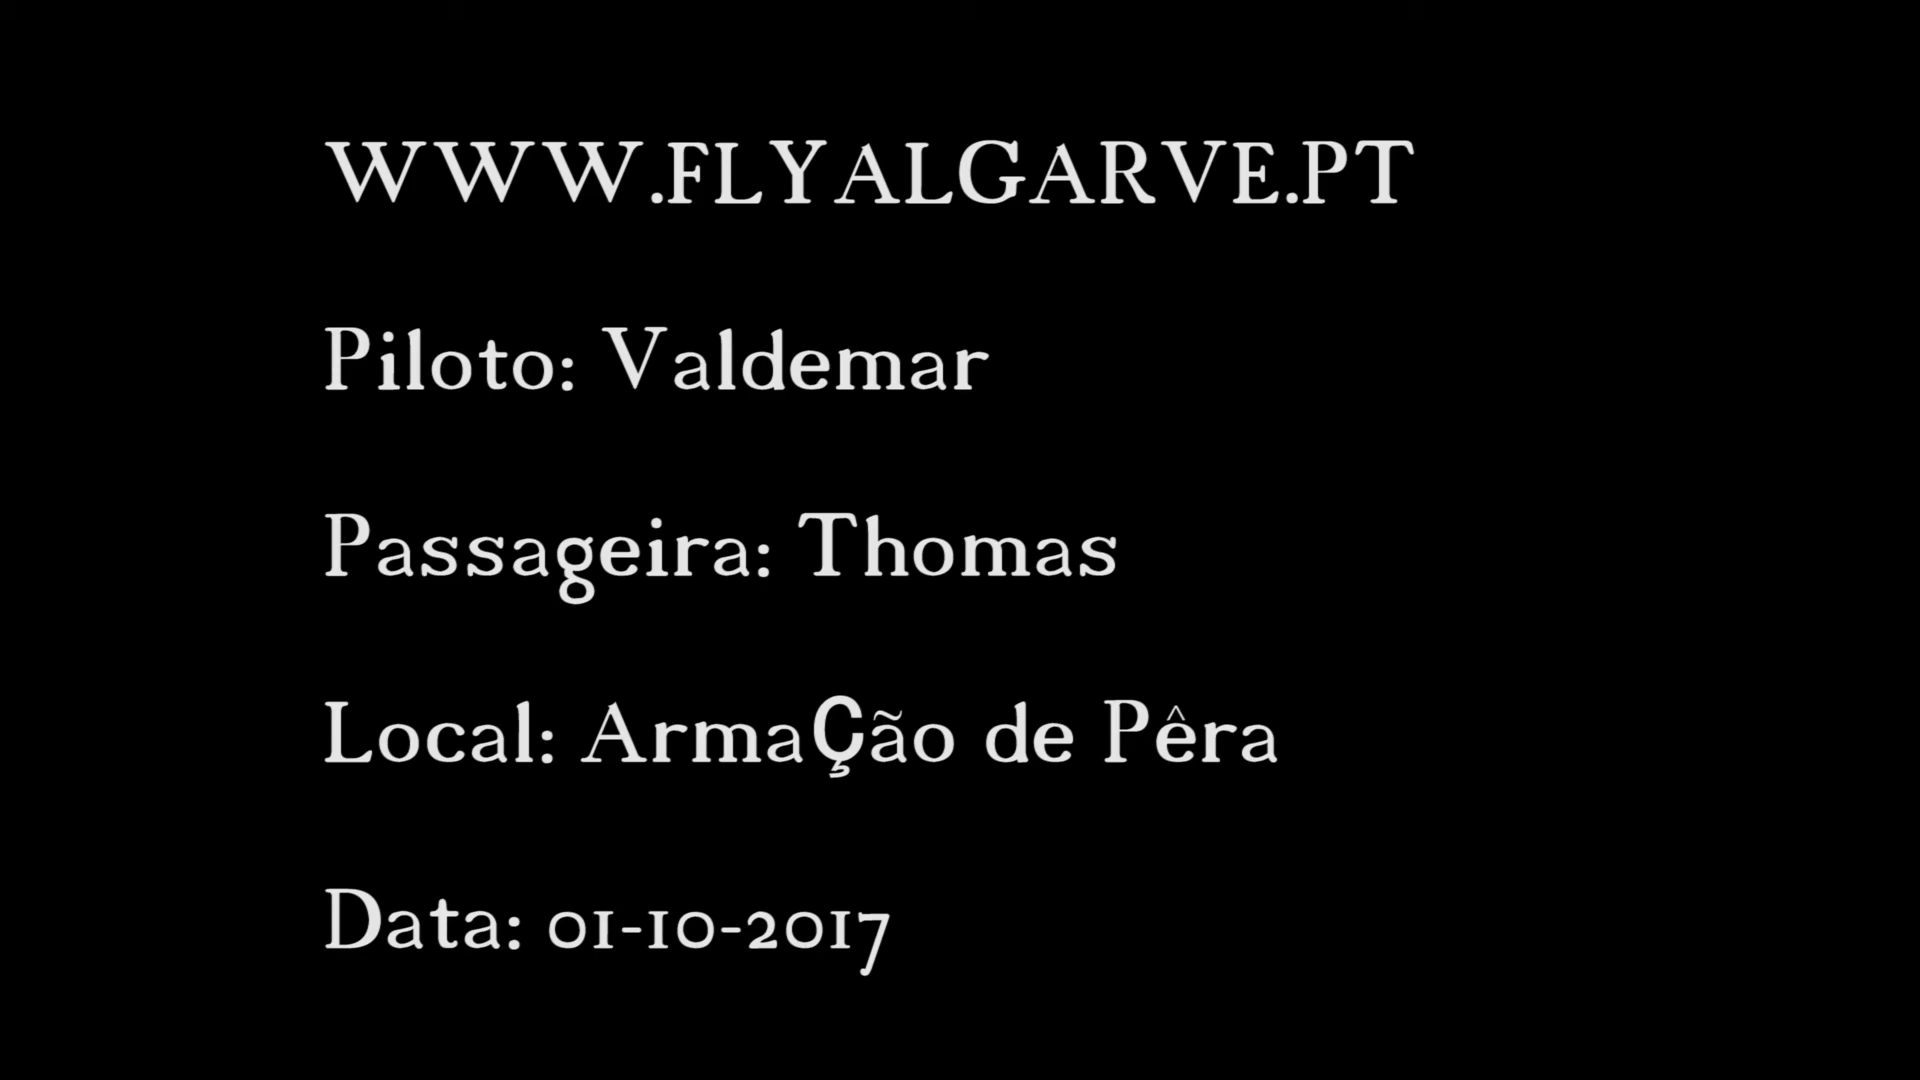 WWW.FLYALGARVE.PT
Piloto: Valdemar
Passageira: Thomas
Local: ArmaÇão de Pêra
Data: 01-10-2017